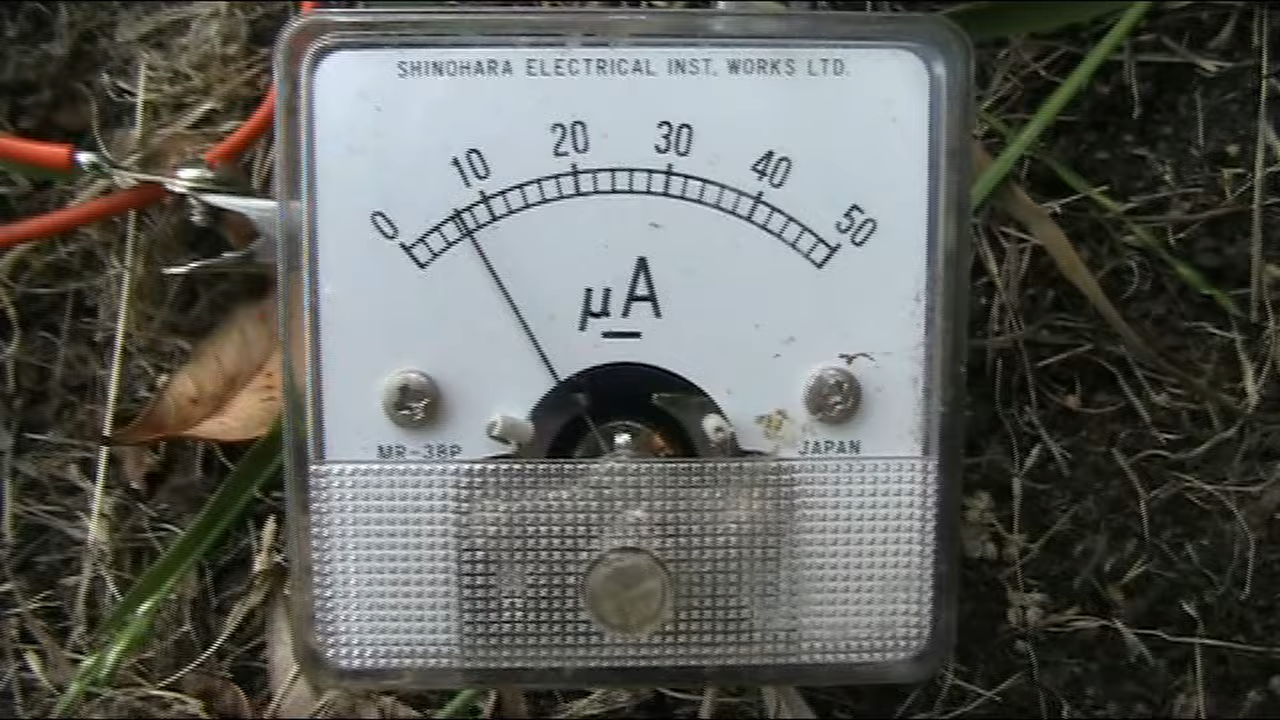 SHINOHARA ELECTRICAL INST. WORKS LTD.
0 10 20 30 40 50
μA
MR-38P JAPAN